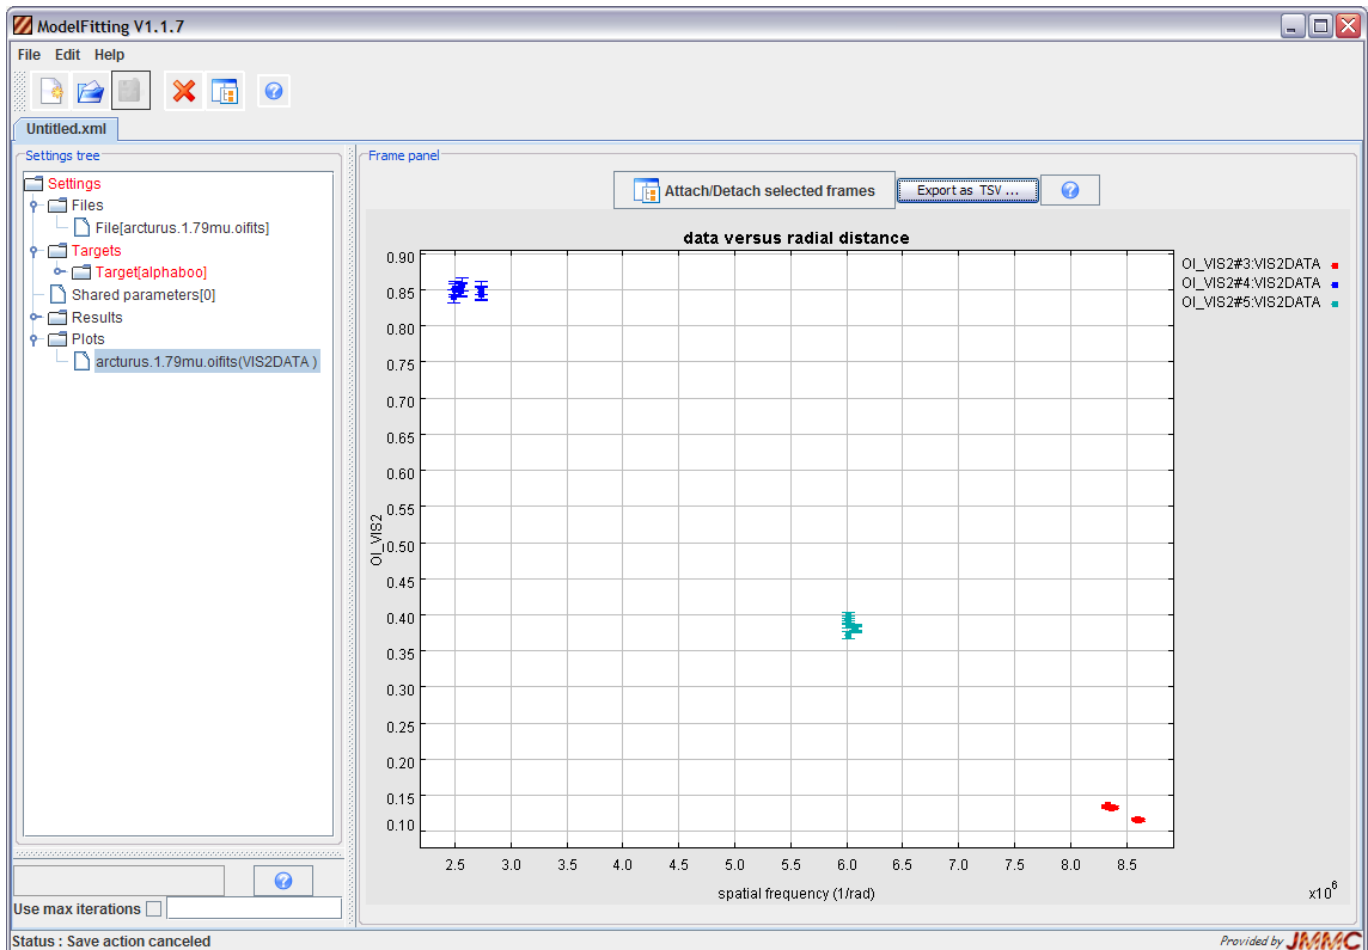 ModelFitting V1.1.7
File Edit Help
Untitled.xml
Settings tree
Settings
Files
File[arcturus.1.79mu.oifits]
Targets
Target[alphaboo]
Shared parameters[0]
Results
Plots
arcturus.1.79mu.oifits(VIS2DATA )
Use max iterations
Status : Save action canceled
Frame panel
Attach/Detach selected frames
Export as TSV ...
data versus radial distance
OI_VIS2#3:VIS2DATA
OI_VIS2#4:VIS2DATA
OI_VIS2#5:VIS2DATA
OI_VIS2
0.90
0.85
0.80
0.75
0.70
0.65
0.60
0.55
0.50
0.45
0.40
0.35
0.30
0.25
0.20
0.15
0.10
2.5 3.0 3.5 4.0 4.5 5.0 5.5 6.0 6.5 7.0 7.5 8.0 8.5
spatial frequency (1/rad)
x10⁶
Provided by JMMC